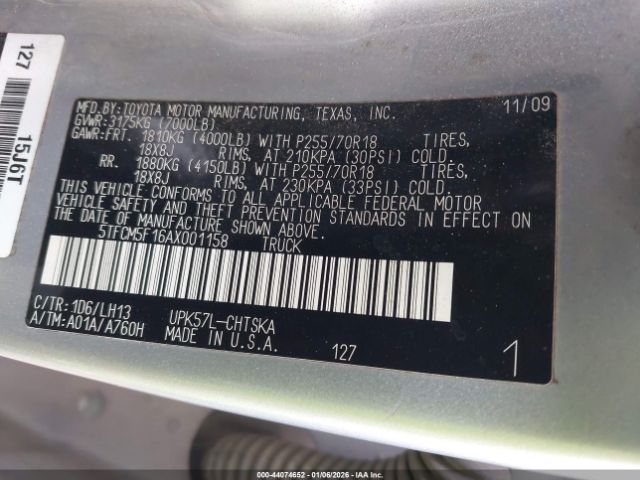 127
15J6T
MFD.BY:TOYOTA MOTOR MANUFACTURING, TEXAS, INC. 11/09
GVWR:3175KG (7000LB)
GAWR:FRT. 1810KG (4000LB) WITH P255/70R18 TIRES,
18X8J RIMS, AT 210KPA (30PSI) COLD.
RR. 1880KG (4150LB) WITH P255/70R18 TIRES,
18X8J RIMS, AT 230KPA (33PSI) COLD.
THIS VEHICLE CONFORMS TO ALL APPLICABLE FEDERAL MOTOR
VEHICLE SAFETY AND THEFT PREVENTION STANDARDS IN EFFECT ON
THE DATE OF MANUFACTURE SHOWN ABOVE.
5TFCM5F16AX001158 TRUCK
C/TR:1D6/LH13 UPK57L-CHTSKA
A/TM:A01A/A760H MADE IN U.S.A.
127
1
000-44074652 | 01/06/2026 | IAA Inc.